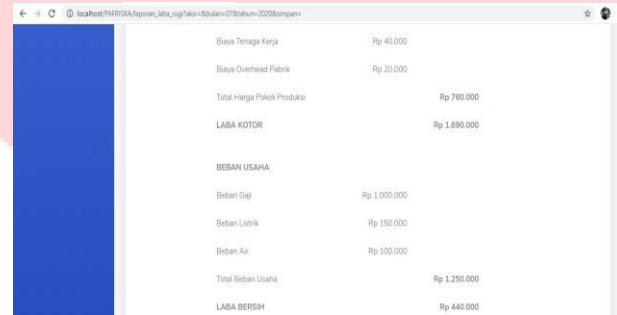 localhost/PAFRISKA/laporan_laba_rugi?aksi=&bulan=07&tahun=2020&simpan=
Biaya Tenaga Kerja Rp 40.000
Biaya Overhead Pabrik Rp 20.000
Total Harga Pokok Produksi Rp 760.000
LABA KOTOR Rp 1.690.000
BEBAN USAHA
Beban Gaji Rp 1.000.000
Beban Listrik Rp 150.000
Beban Air Rp 100.000
Total Beban Usaha Rp 1.250.000
LABA BERSIH Rp 440.000